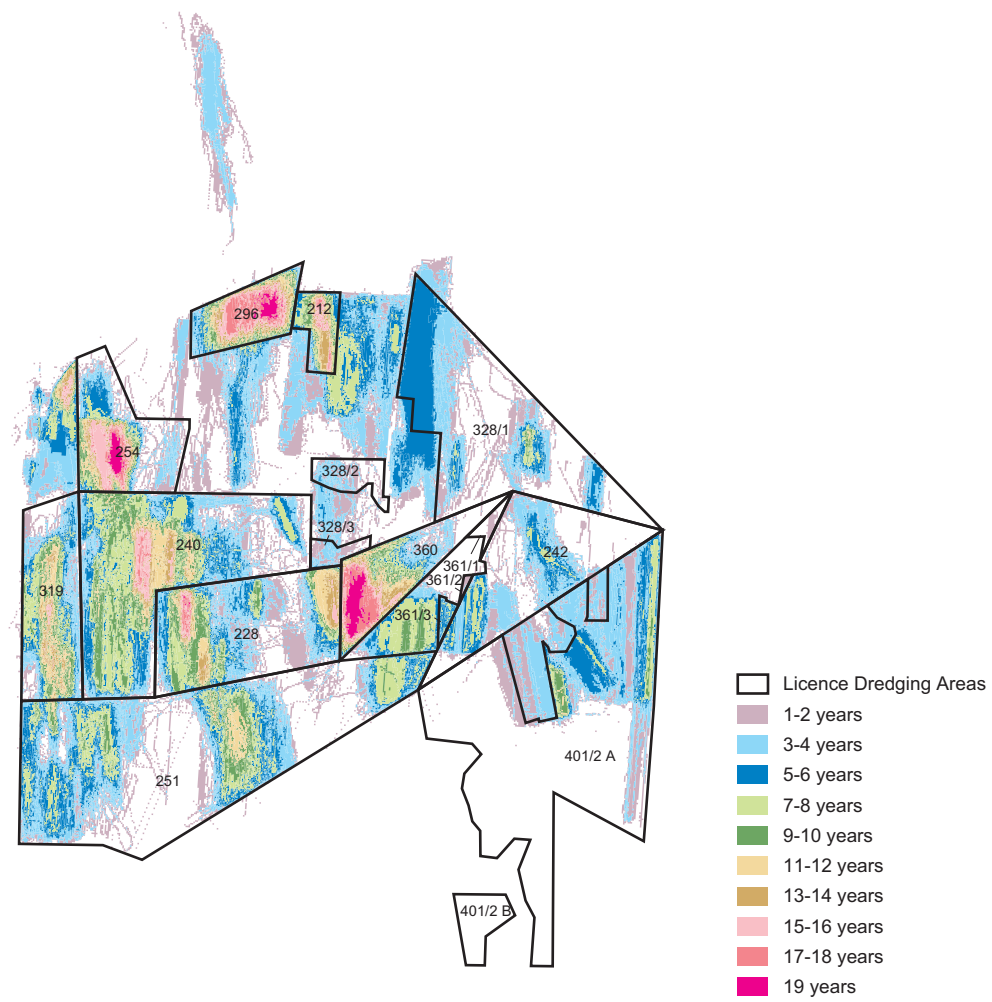 296
212
254
328/1
328/2
328/3
240
360
242
361/1
361/2
319
361/3
228
251
401/2 A
401/2 B
Licence Dredging Areas
1-2 years
3-4 years
5-6 years
7-8 years
9-10 years
11-12 years
13-14 years
15-16 years
17-18 years
19 years